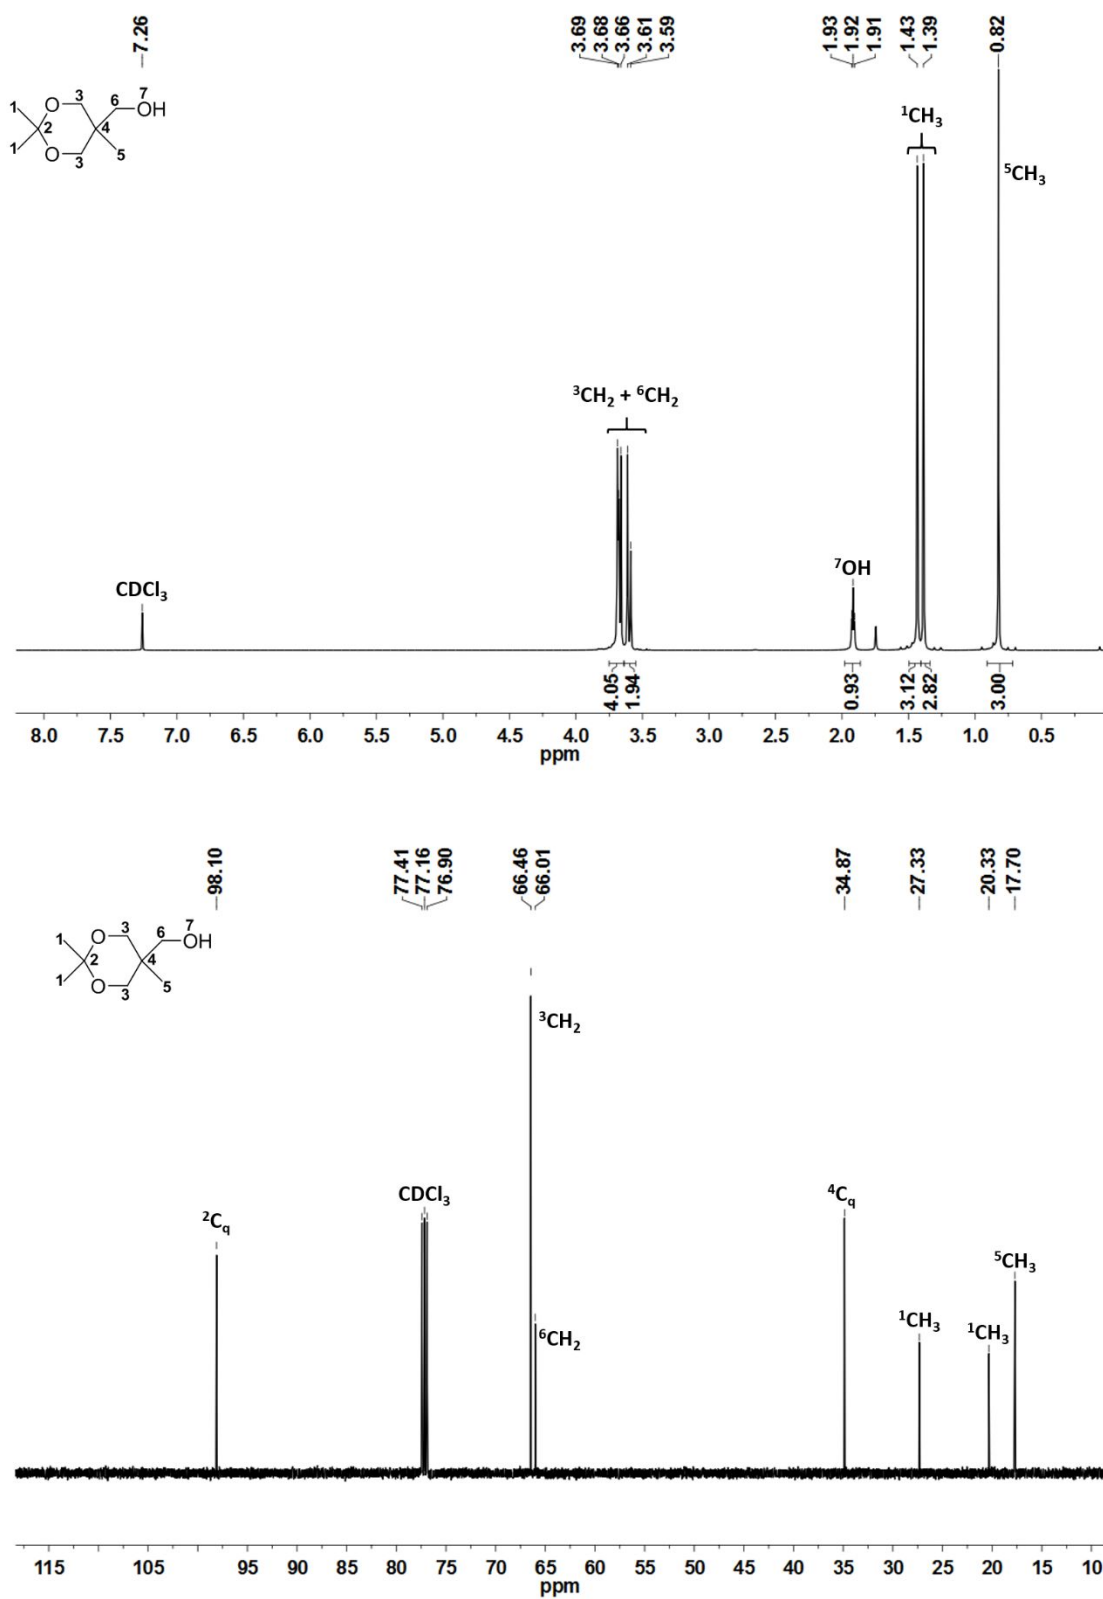 7.26
3.69
3.68
3.66
3.61
3.59
1.93
1.92
1.91
1.43
1.39
0.82
1
1
2
O
O
3
3
4
5
6
7
OH
¹CH₃
⁵CH₃
³CH₂ + ⁶CH₂
CDCl₃
⁷OH
4.05
1.94
0.93
3.12
2.82
3.00
8.0 7.5 7.0 6.5 6.0 5.5 5.0 4.5 4.0 3.5 3.0 2.5 2.0 1.5 1.0 0.5
ppm
98.10
77.41
77.16
76.90
66.46
66.01
34.87
27.33
20.33
17.70
1
1
2
O
O
3
3
4
5
6
7
OH
³CH₂
CDCl₃
²Cq
⁴Cq
⁵CH₃
⁶CH₂
¹CH₃
¹CH₃
115 105 95 90 85 80 75 70 65 60 55 50 45 40 35 30 25 20 15 10
ppm